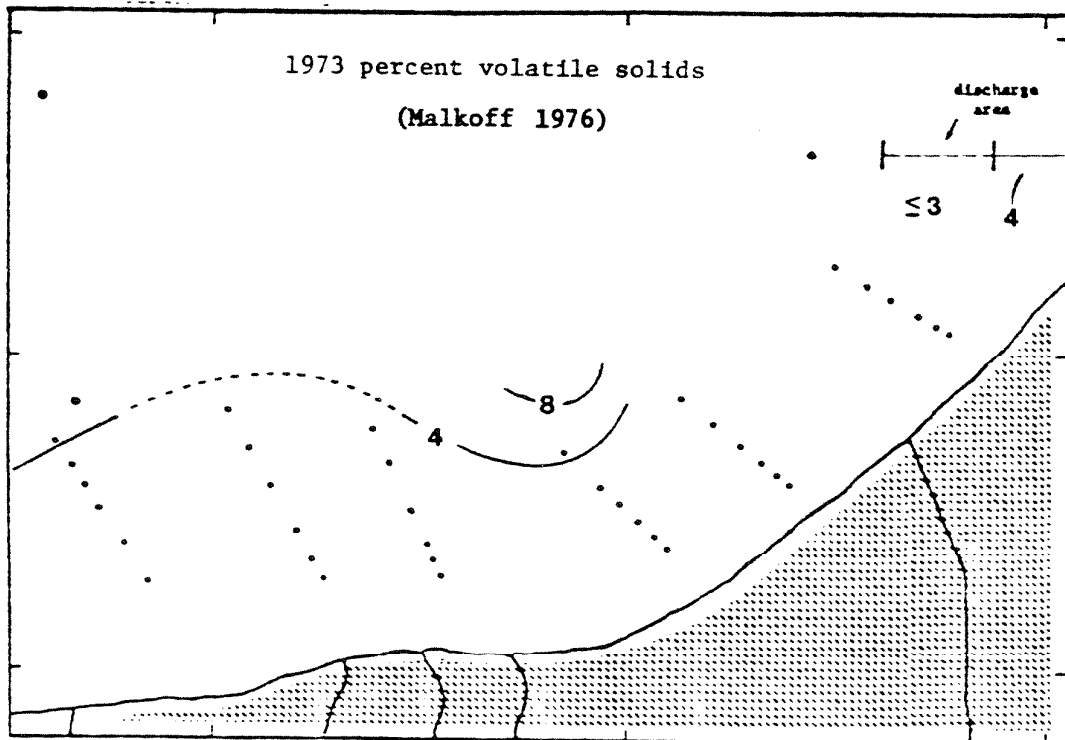 1973 percent volatile solids
(Malkoff 1976)
discharge
area
≤3
4
8
4